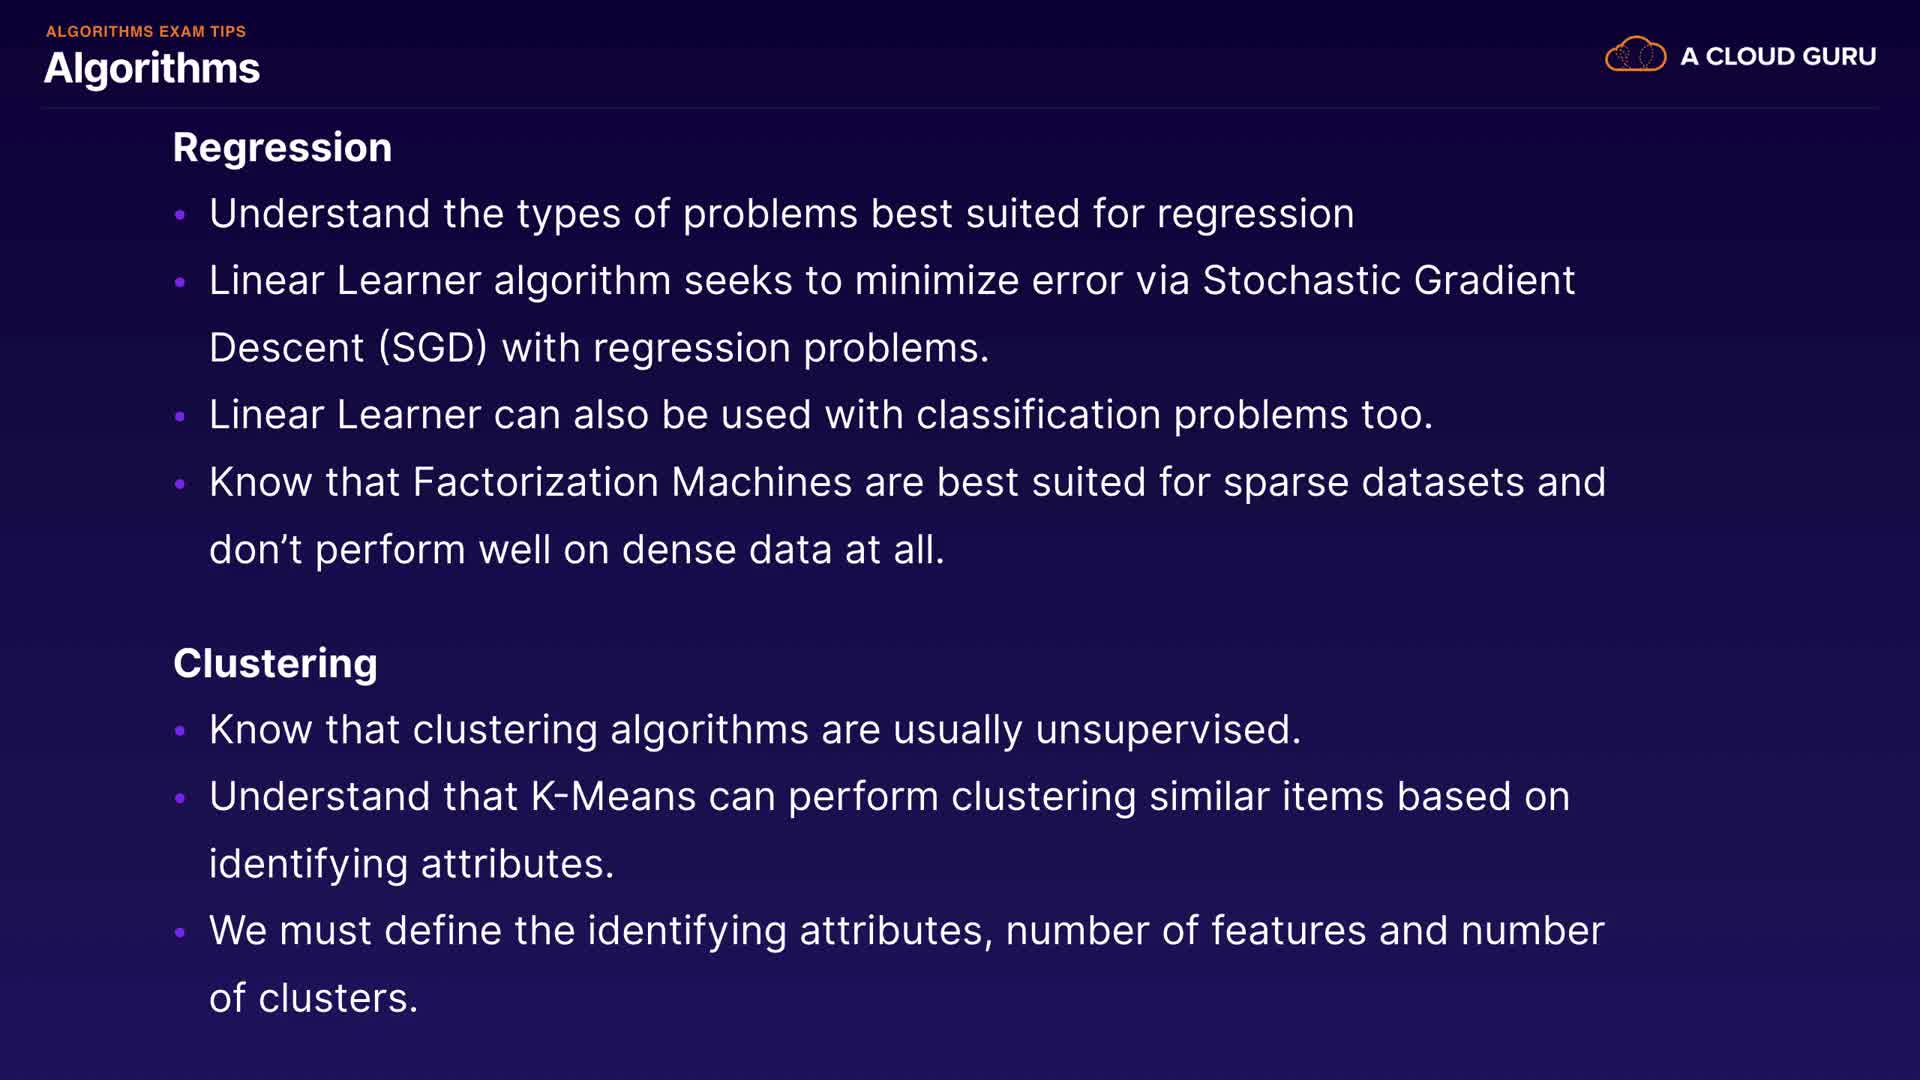 ALGORITHMS EXAM TIPS
Algorithms
A CLOUD GURU
Regression
• Understand the types of problems best suited for regression
• Linear Learner algorithm seeks to minimize error via Stochastic Gradient
Descent (SGD) with regression problems.
• Linear Learner can also be used with classification problems too.
• Know that Factorization Machines are best suited for sparse datasets and
don’t perform well on dense data at all.
Clustering
• Know that clustering algorithms are usually unsupervised.
• Understand that K-Means can perform clustering similar items based on
identifying attributes.
• We must define the identifying attributes, number of features and number
of clusters.